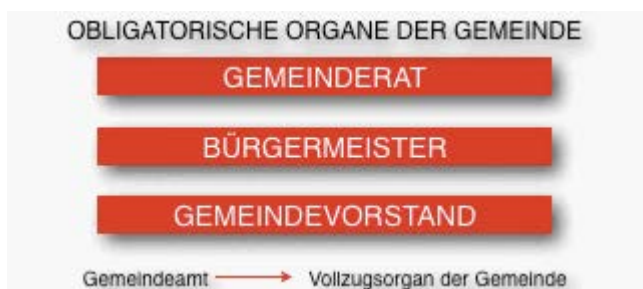 OBLIGATORISCHE ORGANE DER GEMEINDE
GEMEINDERAT
BÜRGERMEISTER
GEMEINDEVORSTAND
Gemeindeamt → Vollzugsorgan der Gemeinde